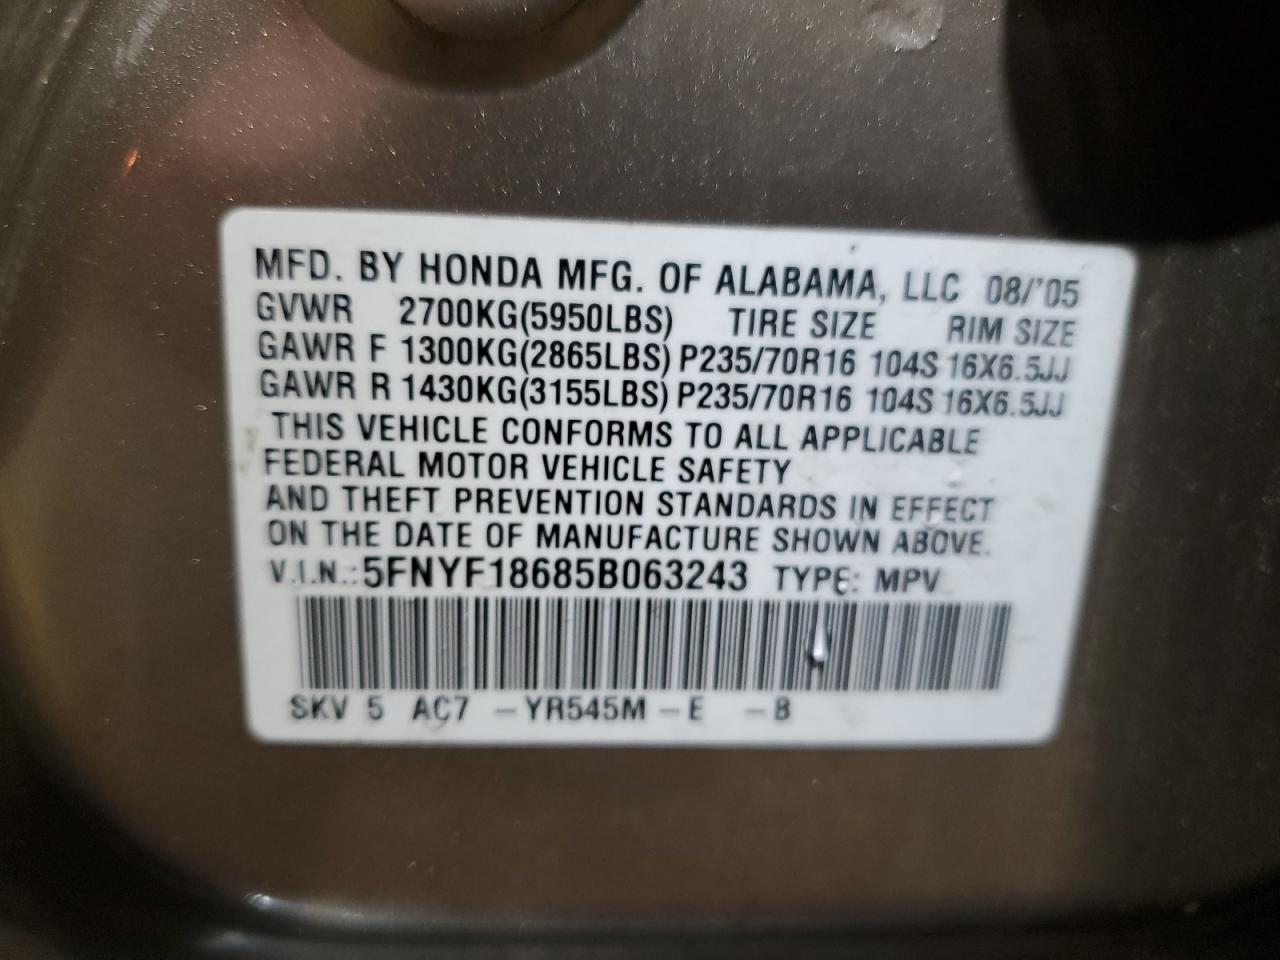 MFD. BY HONDA MFG. OF ALABAMA, LLC 08/'05
GVWR 2700KG(5950LBS) TIRE SIZE RIM SIZE
GAWR F 1300KG(2865LBS) P235/70R16 104S 16X6.5JJ
GAWR R 1430KG(3155LBS) P235/70R16 104S 16X6.5JJ
THIS VEHICLE CONFORMS TO ALL APPLICABLE
FEDERAL MOTOR VEHICLE SAFETY
AND THEFT PREVENTION STANDARDS IN EFFECT
ON THE DATE OF MANUFACTURE SHOWN ABOVE.
V.I.N.:5FNYF18685B063243 TYPE: MPV
SKV 5 AC7 -YR545M -E -B